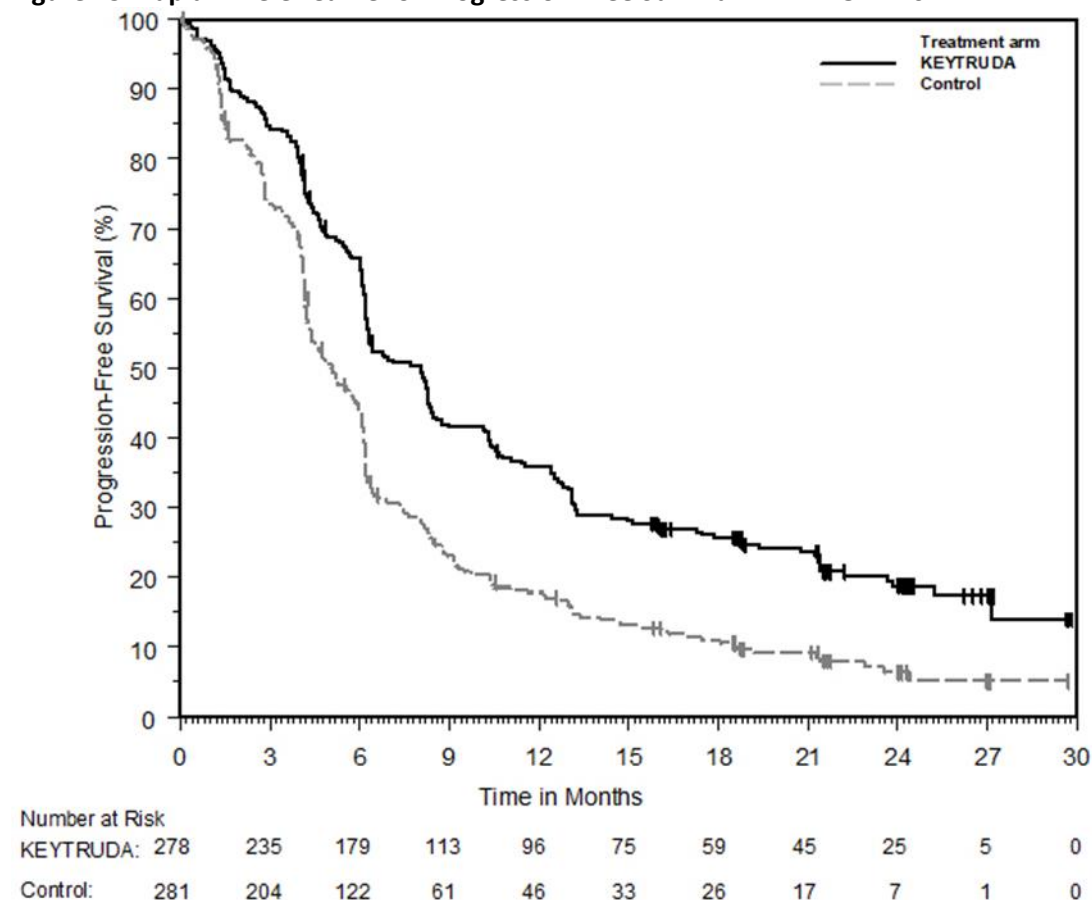 100
Treatment arm
KEYTRUDA
Control
90
80
70
60
50
40
30
20
10
0
Progression-Free Survival (%)
0 3 6 9 12 15 18 21 24 27 30
Time in Months
Number at Risk
KEYTRUDA: 278 235 179 113 96 75 59 45 25 5 0
Control: 281 204 122 61 46 33 26 17 7 1 0